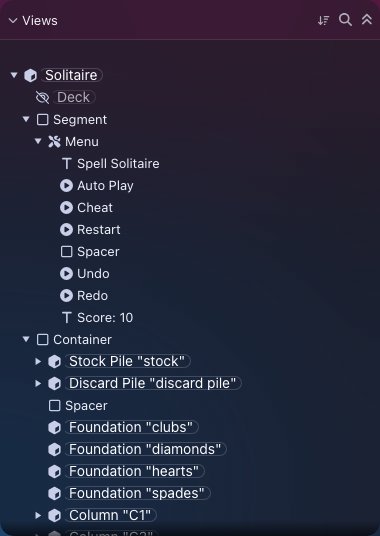 Views
Solitaire
Deck
Segment
Menu
Spell Solitaire
Auto Play
Cheat
Restart
Spacer
Undo
Redo
Score: 10
Container
Stock Pile "stock"
Discard Pile "discard pile"
Spacer
Foundation "clubs"
Foundation "diamonds"
Foundation "hearts"
Foundation "spades"
Column "C1"